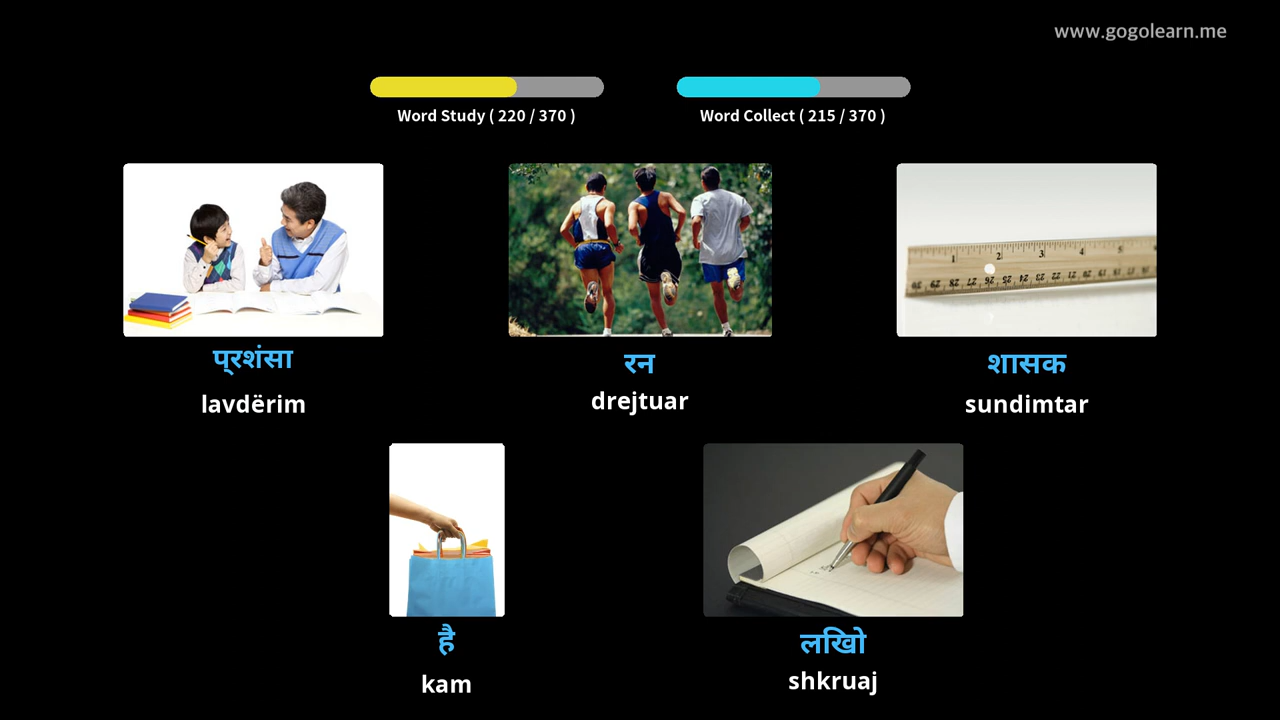 www.gogolearn.me
Word Study ( 220 / 370 )
Word Collect ( 215 / 370 )
प्रशंसा
lavdërim
रन
drejtuar
शासक
sundimtar
है
kam
लिखो
shkruaj